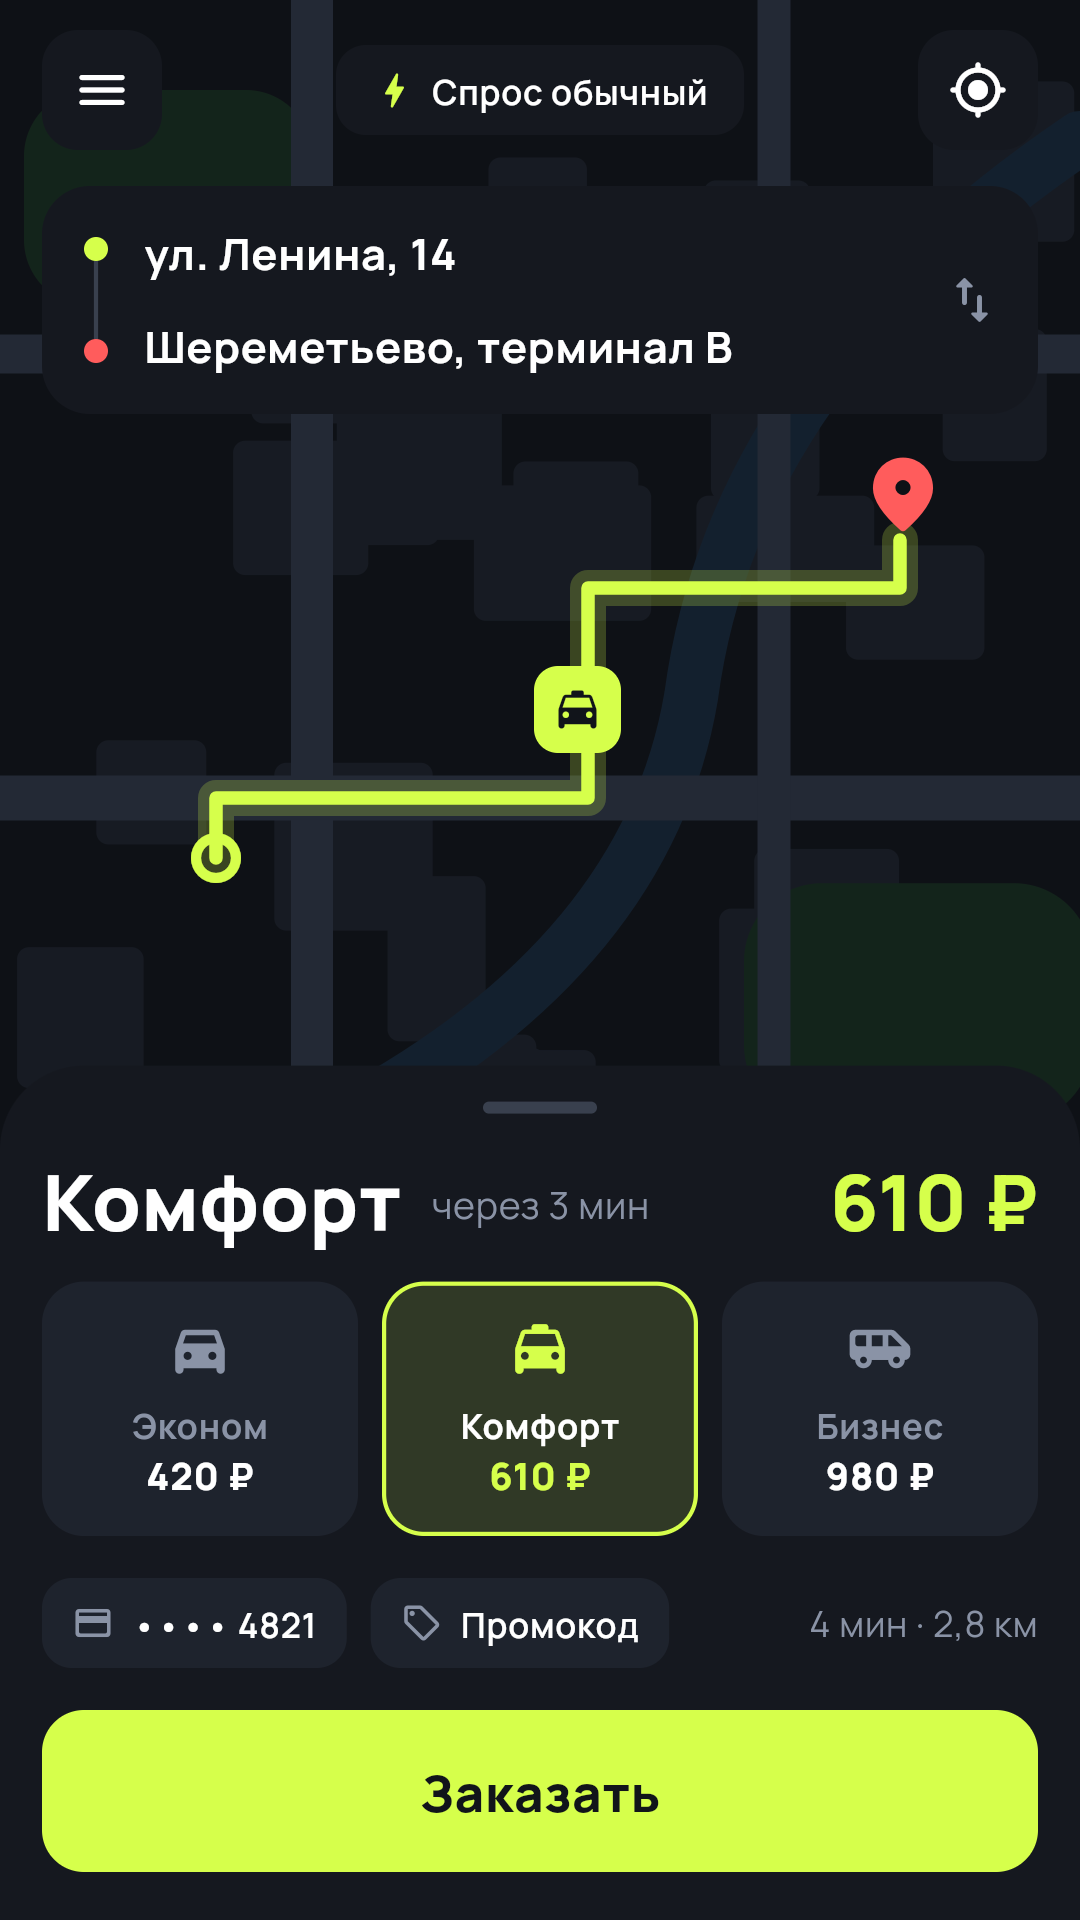 Спрос обычный
ул. Ленина, 14
Шереметьево, терминал B
Комфорт через 3 мин 610 ₽
Эконом Комфорт Бизнес
420 ₽ 610 ₽ 980 ₽
•••• 4821 Промокод 4 мин · 2,8 км
Заказать